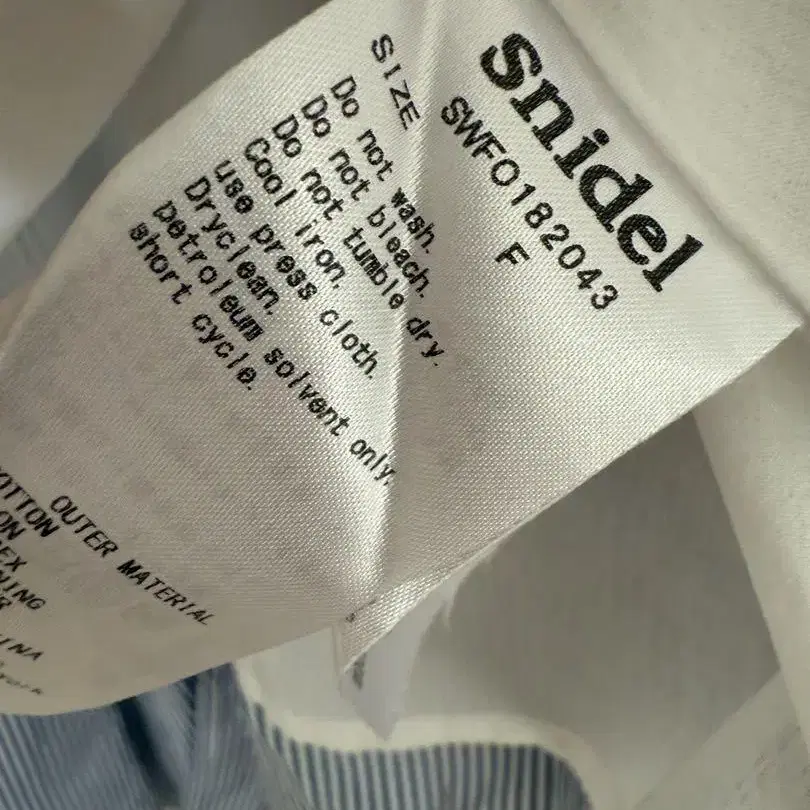 snidel
SWFO182043
SIZE F
Do not wash.
Do not bleach.
Do not tumble dry.
Cool iron.
use press cloth.
Dryclean.
petroleum solvent only.
short cycle.
OUTER MATERIAL